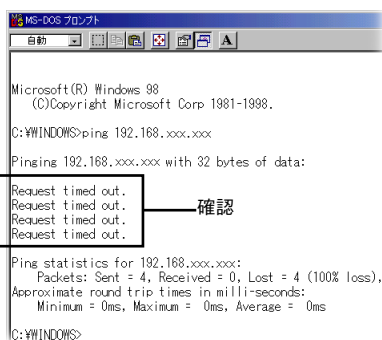 MS-DOS プロンプト
自動
A
Microsoft(R) Windows 98
(C)Copyright Microsoft Corp 1981-1998.
C:¥WINDOWS>ping 192.168.xxx.xxx
Pinging 192.168.xxx.xxx with 32 bytes of data:
Request timed out.
Request timed out.
Request timed out.
Request timed out.
確認
Ping statistics for 192.168.xxx.xxx:
Packets: Sent = 4, Received = 0, Lost = 4 (100% loss),
Approximate round trip times in milli-seconds:
Minimum = 0ms, Maximum = 0ms, Average = 0ms
C:¥WINDOWS>